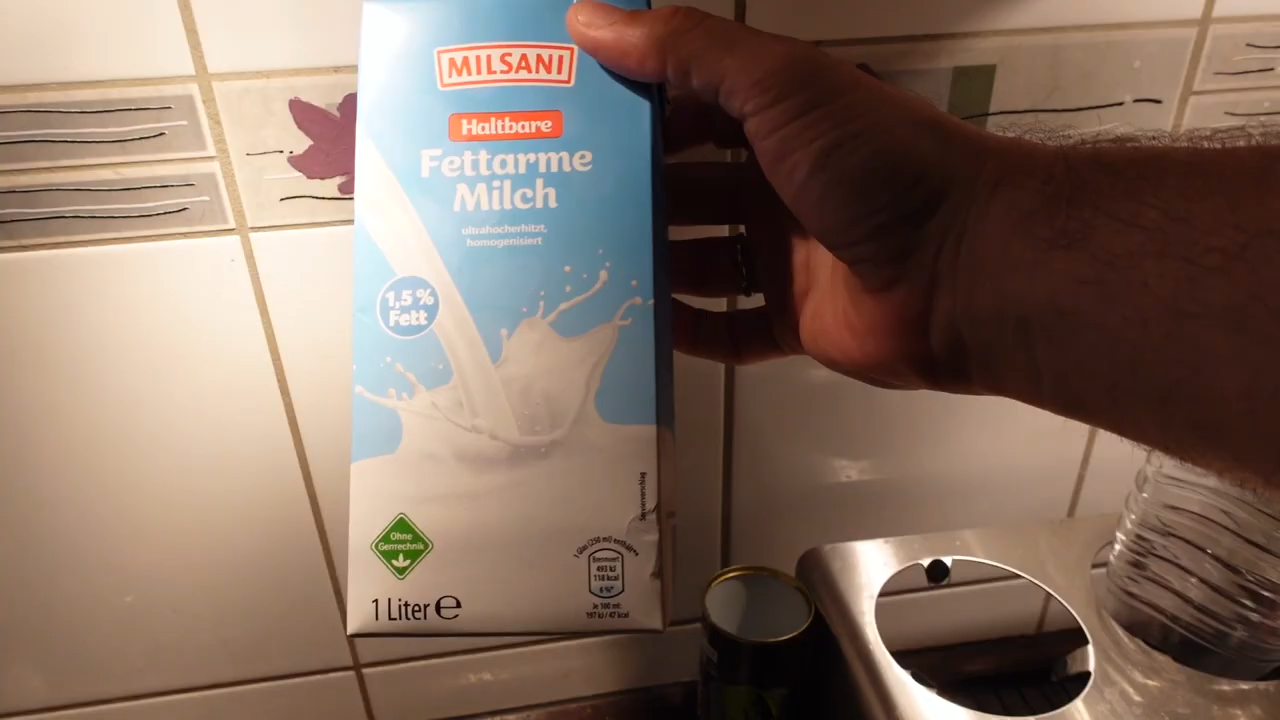 MILSANI
Haltbare
Fettarme
Milch
ultrahocherhitzt,
homogenisiert
1,5 %
Fett
Serviervorschlag
Ohne
Gentechnik
1 Glas (250 ml) enthält**
Brennwert
493 kJ
118 kcal
6 %*
Je 100 ml:
197 kJ / 47 kcal
1 Liter ℮